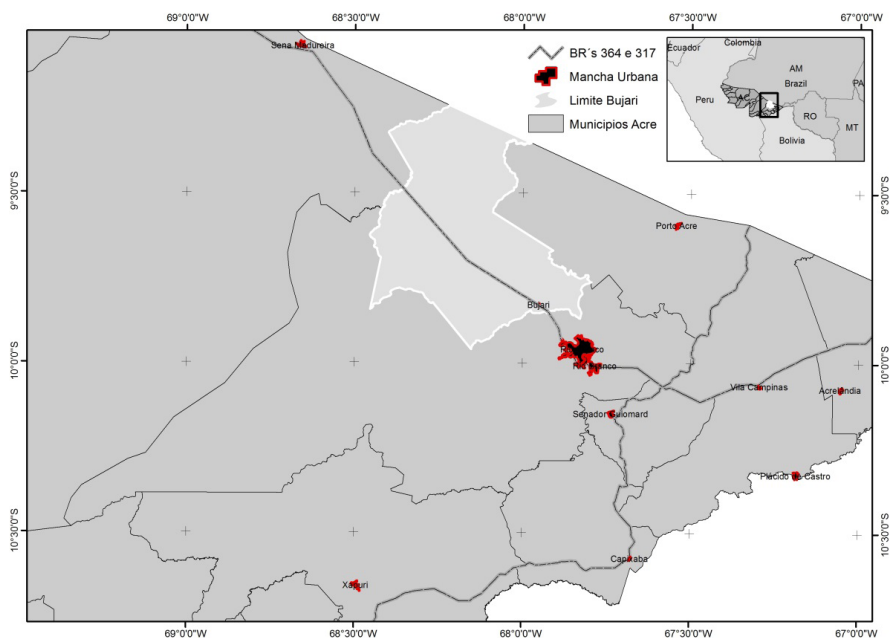 69°0'0"W
68°30'0"W
68°0'0"W
67°30'0"W
67°0'0"W
Sena Madureira
BR´s 364 e 317
Mancha Urbana
Limite Bujari
Municipios Acre
Ecuador
Colombia
AM
Brazil
PA
Peru
AC
RO
MT
Bolivia
9°30'0"S
9°30'0"S
Porto Acre
Bujari
10°0'0"S
10°0'0"S
Rio Branco
Vila Campinas
Acrelândia
Senador Guiomard
Plácido de Castro
10°30'0"S
10°30'0"S
Capixaba
Xapuri
69°0'0"W
68°30'0"W
68°0'0"W
67°30'0"W
67°0'0"W